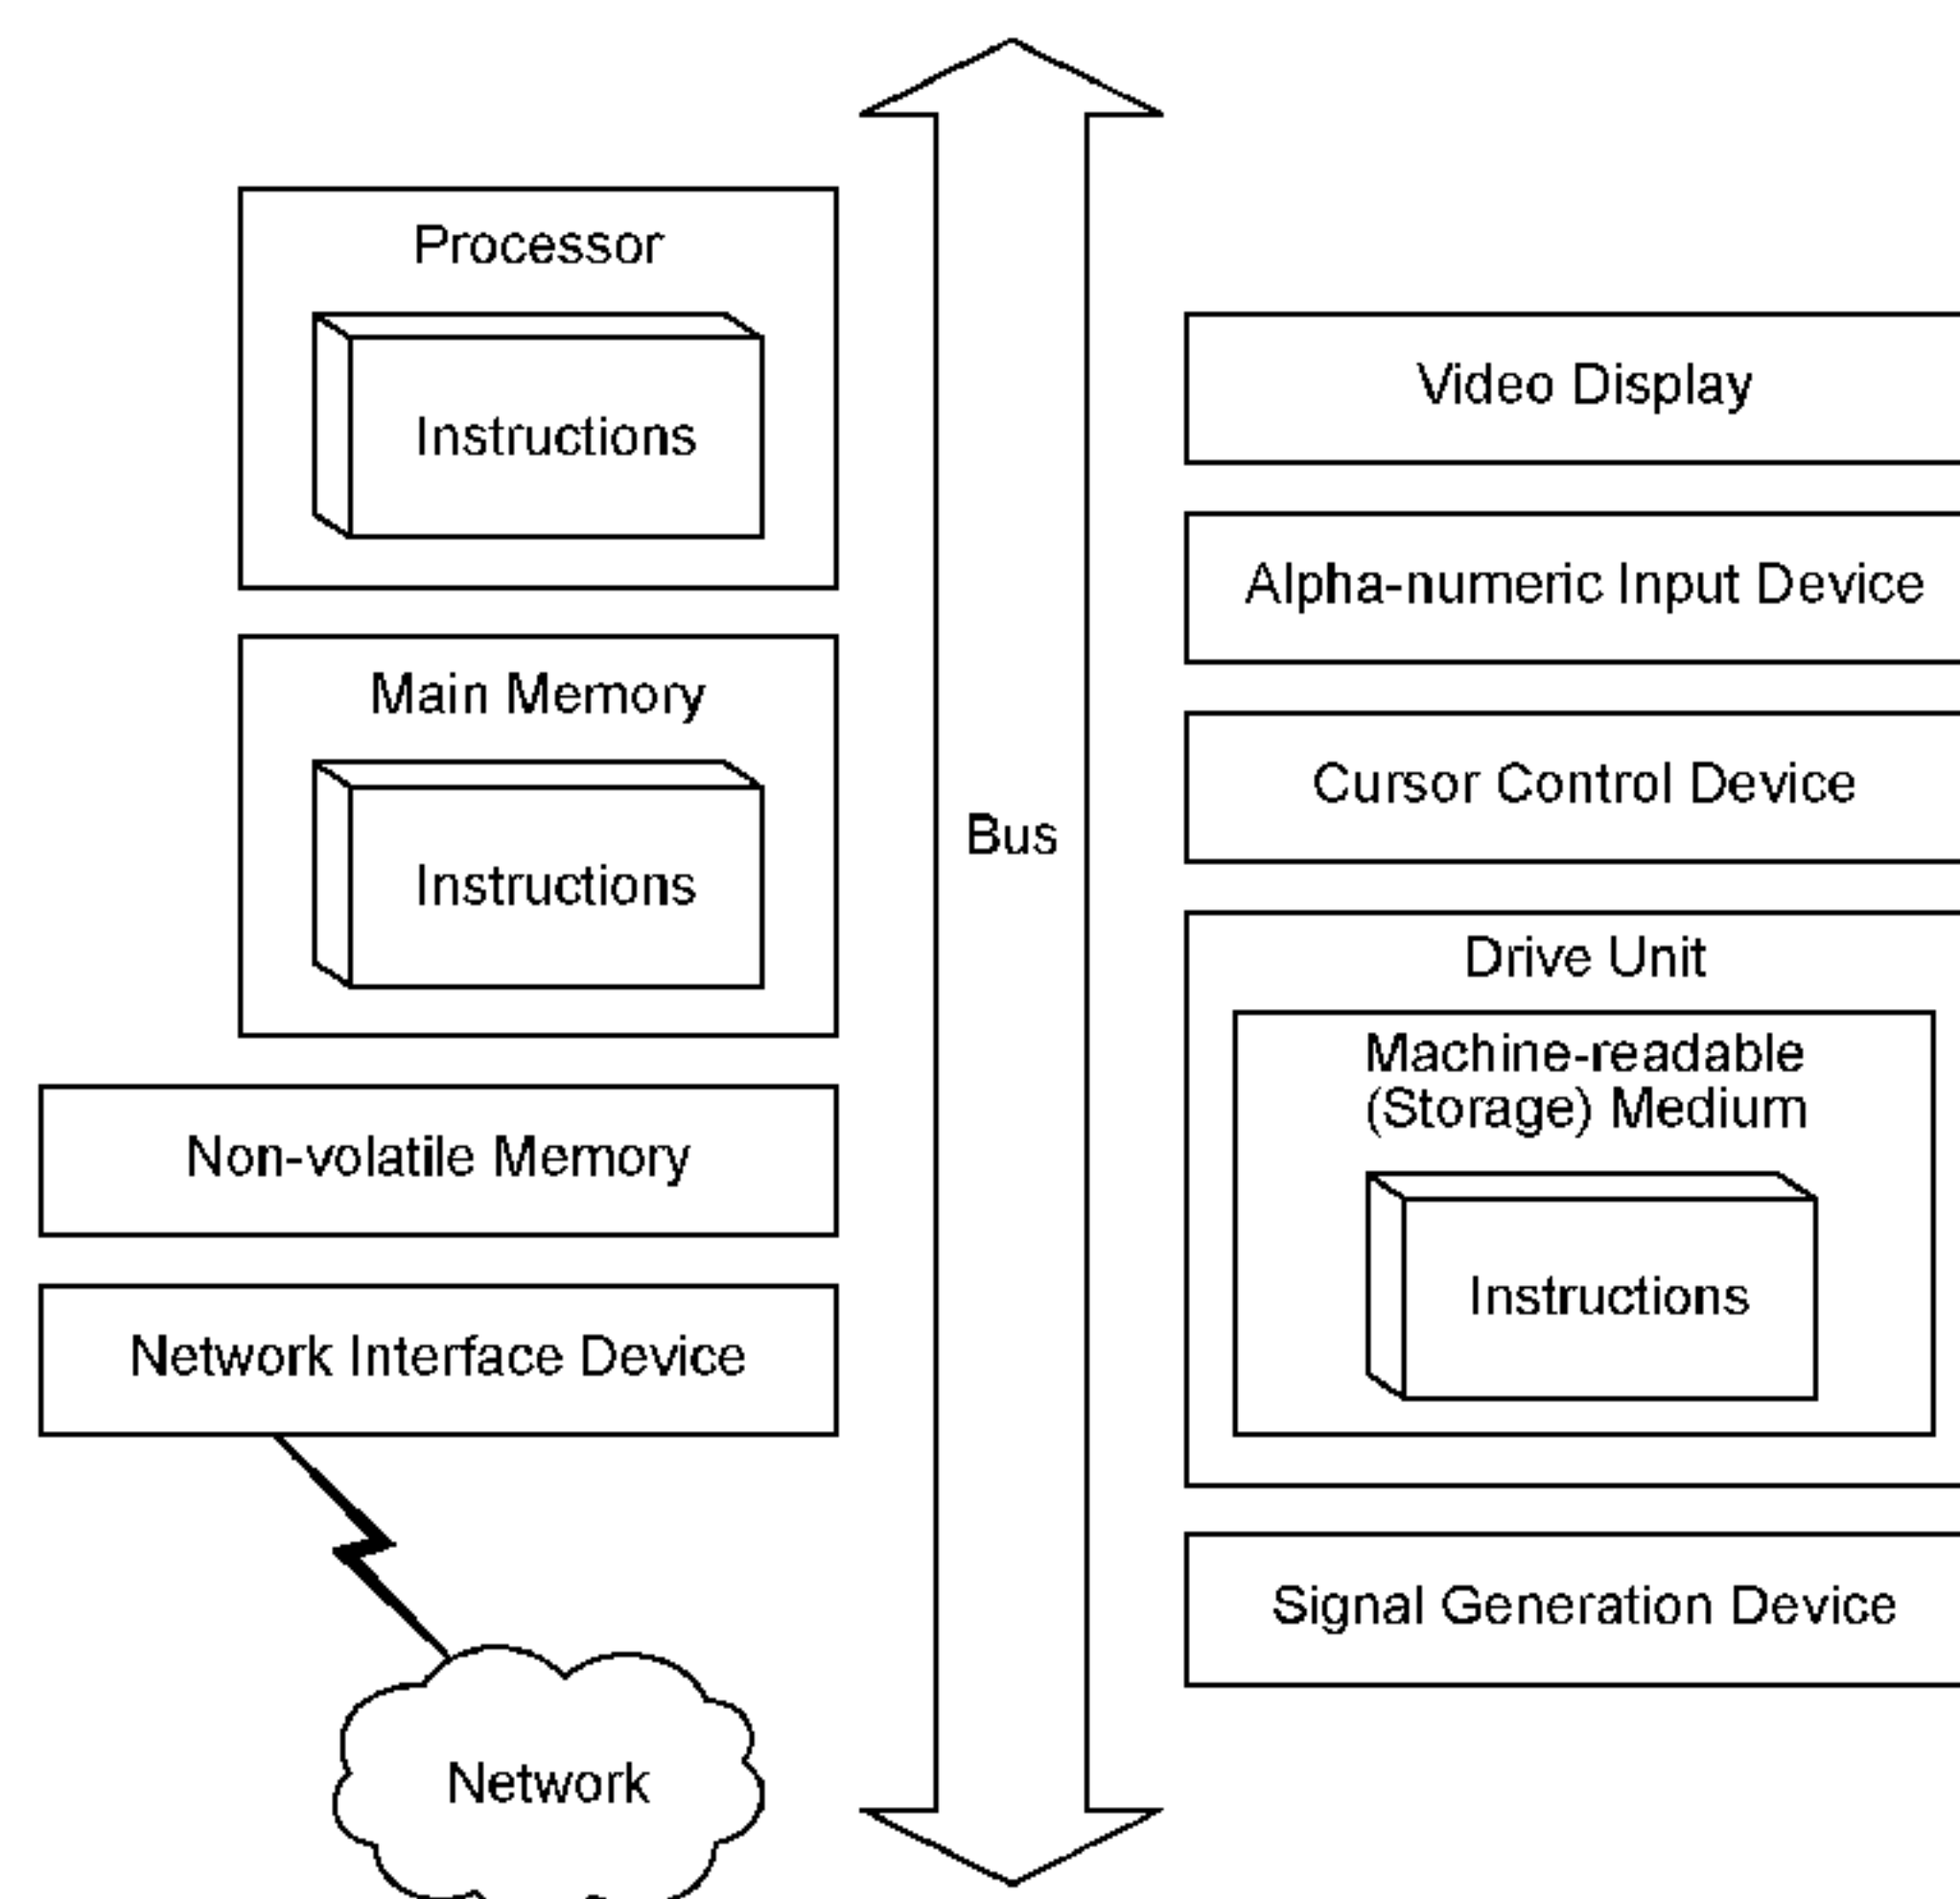 Processor
Instructions
Main Memory
Instructions
Non-volatile Memory
Network Interface Device
Network
Bus
Video Display
Alpha-numeric Input Device
Cursor Control Device
Drive Unit
Machine-readable
(Storage) Medium
Instructions
Signal Generation Device